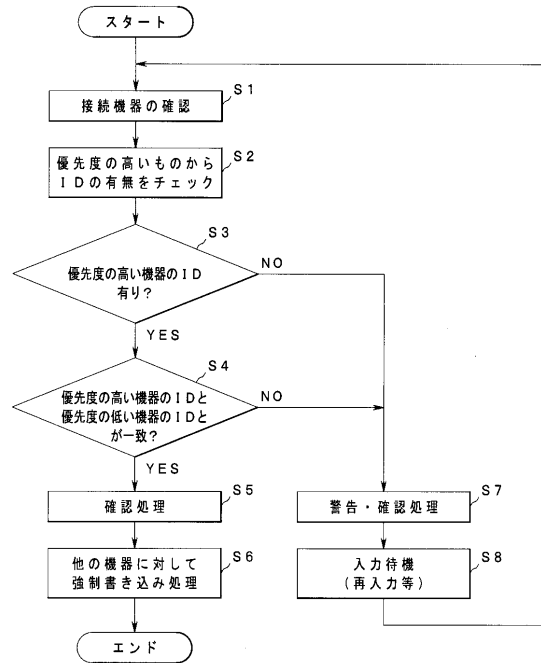 スタート
S1
接続機器の確認
S2
優先度の高いものから
IDの有無をチェック
S3
優先度の高い機器のID
有り?
NO
YES
S4
優先度の高い機器のIDと
優先度の低い機器のIDと
が一致?
NO
YES
S5
確認処理
S6
他の機器に対して
強制書き込み処理
エンド
S7
警告・確認処理
S8
入力待機
(再入力等)